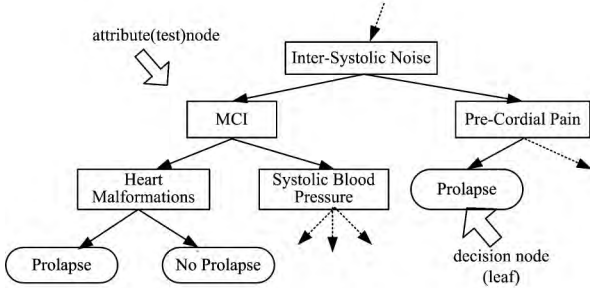 attribute(test)node
Inter-Systolic Noise
MCI
Pre-Cordial Pain
Heart
Malformations
Systolic Blood
Pressure
Prolapse
Prolapse
No Prolapse
decision node
(leaf)